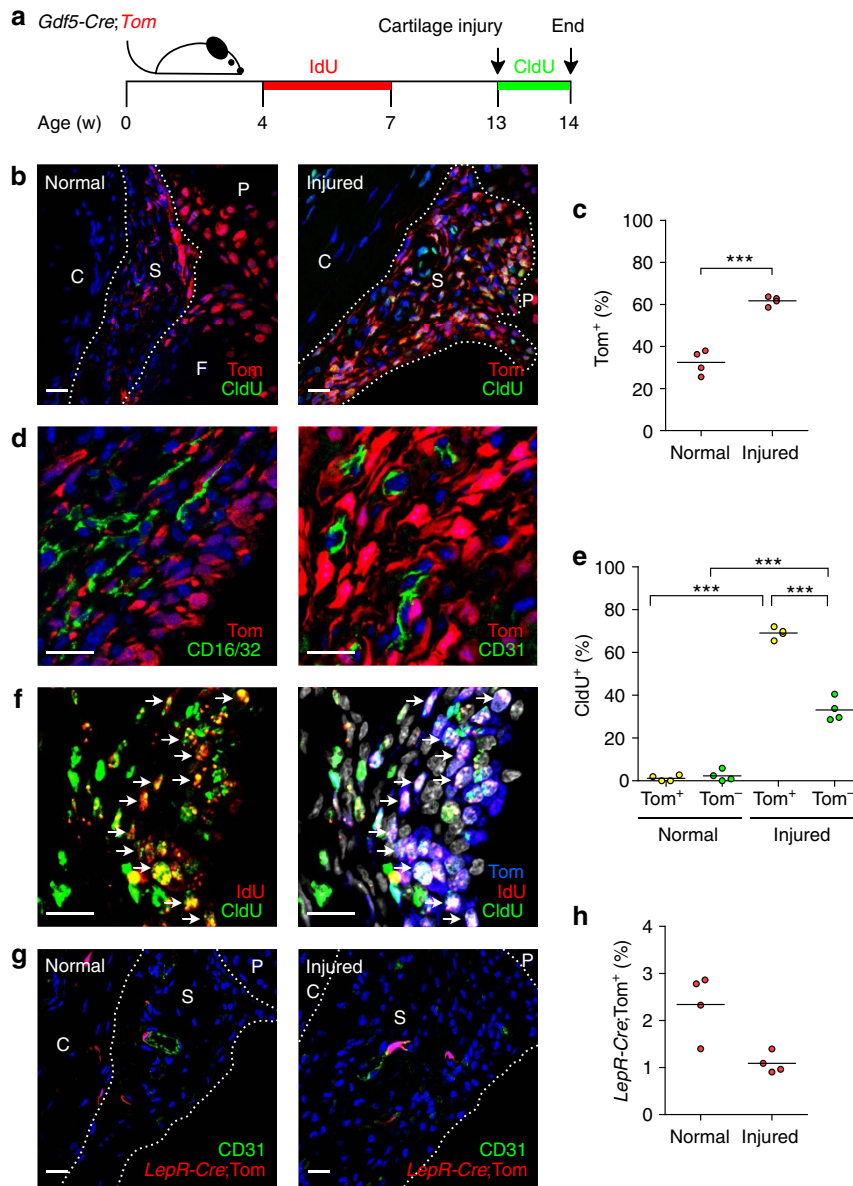 a
Gdf5-Cre;Tom
Cartilage injury
End
IdU
CldU
Age (w)
0
4
7
13
14
b
Normal
P
C
S
F
Tom
CldU
Injured
C
S
P
Tom
CldU
c
100
80
60
40
20
0
Tom⁺ (%)
***
Normal
Injured
d
Tom
CD16/32
Tom
CD31
e
100
80
60
40
20
0
CldU⁺ (%)
***
***
***
Tom⁺
Tom⁻
Tom⁺
Tom⁻
Normal
Injured
f
IdU
CldU
Tom
IdU
CldU
g
Normal
P
S
C
CD31
LepR-Cre;Tom
Injured
P
C
S
CD31
LepR-Cre;Tom
h
4
3
2
1
0
LepR-Cre;Tom⁺ (%)
Normal
Injured